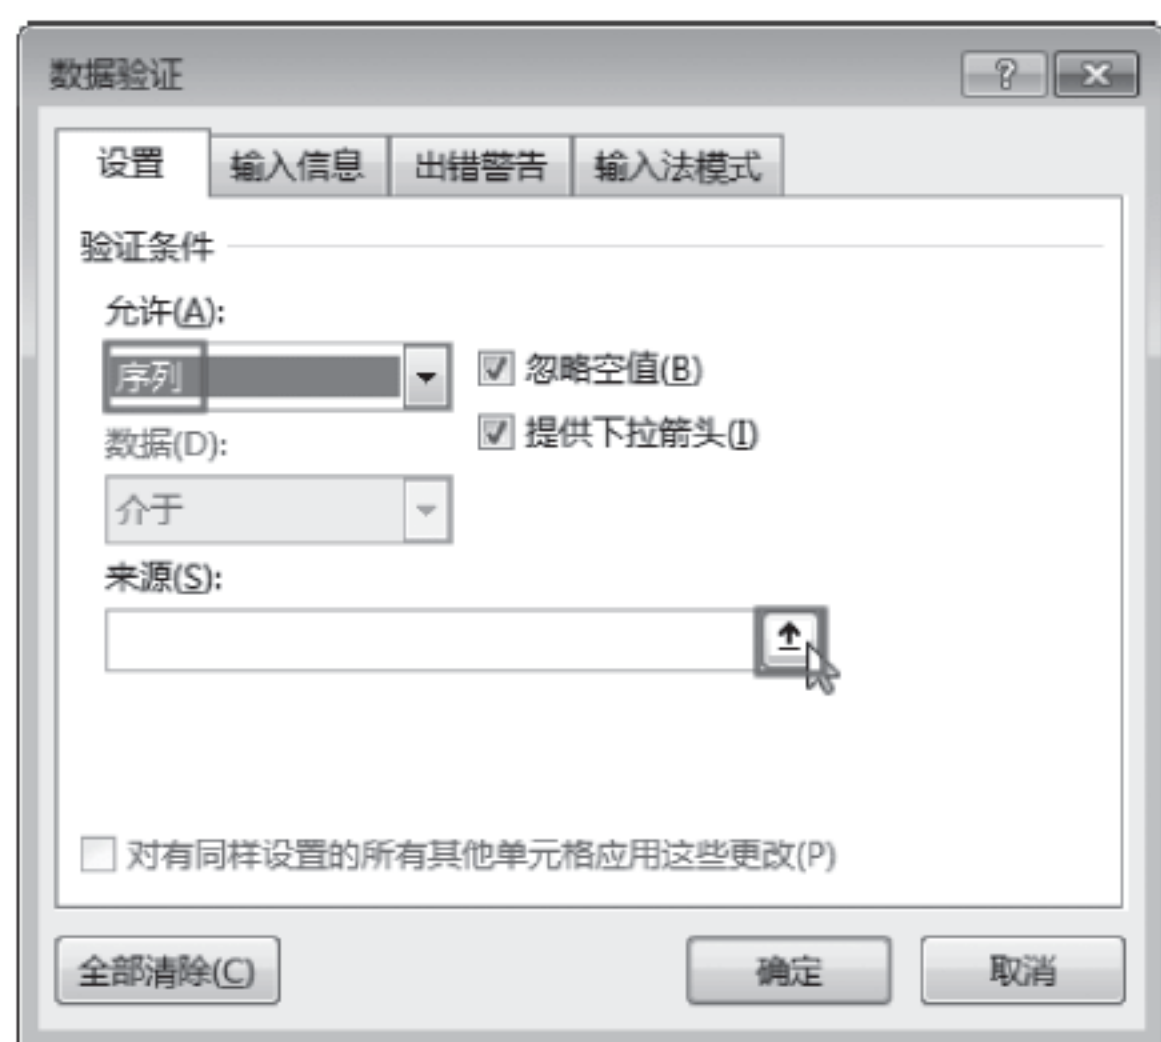 数据验证
设置 输入信息 出错警告 输入法模式
验证条件
允许(A):
序列 忽略空值(B)
数据(D): 提供下拉箭头(I)
介于
来源(S):
对有同样设置的所有其他单元格应用这些更改(P)
全部清除(C) 确定 取消